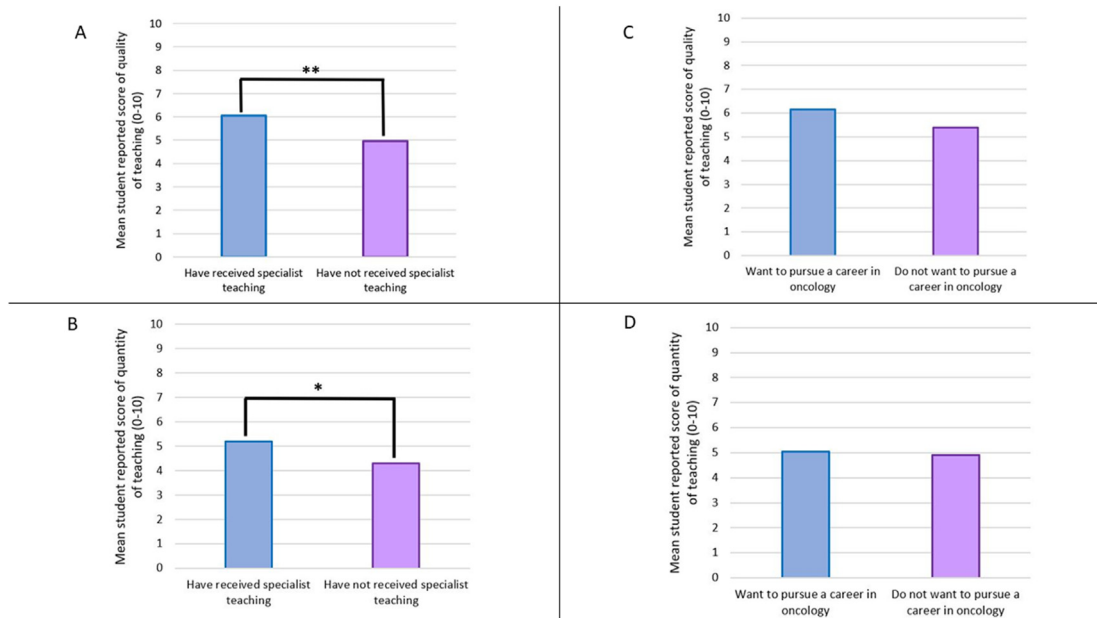 A
Mean student reported score of quality
of teaching (0-10)
10
9
8
7
6
5
4
3
2
1
0
**
Have received specialist
teaching
Have not received specialist
teaching
C
Mean student reported score of quality
of teaching (0-10)
10
9
8
7
6
5
4
3
2
1
0
Want to pursue a career in
oncology
Do not want to pursue a
career in oncology
B
Mean student reported score of quantity
of teaching (0-10)
10
9
8
7
6
5
4
3
2
1
0
*
Have received specialist
teaching
Have not received specialist
teaching
D
Mean student reported score of quantity
of teaching (0-10)
10
9
8
7
6
5
4
3
2
1
0
Want to pursue a career in
oncology
Do not want to pursue a
career in oncology